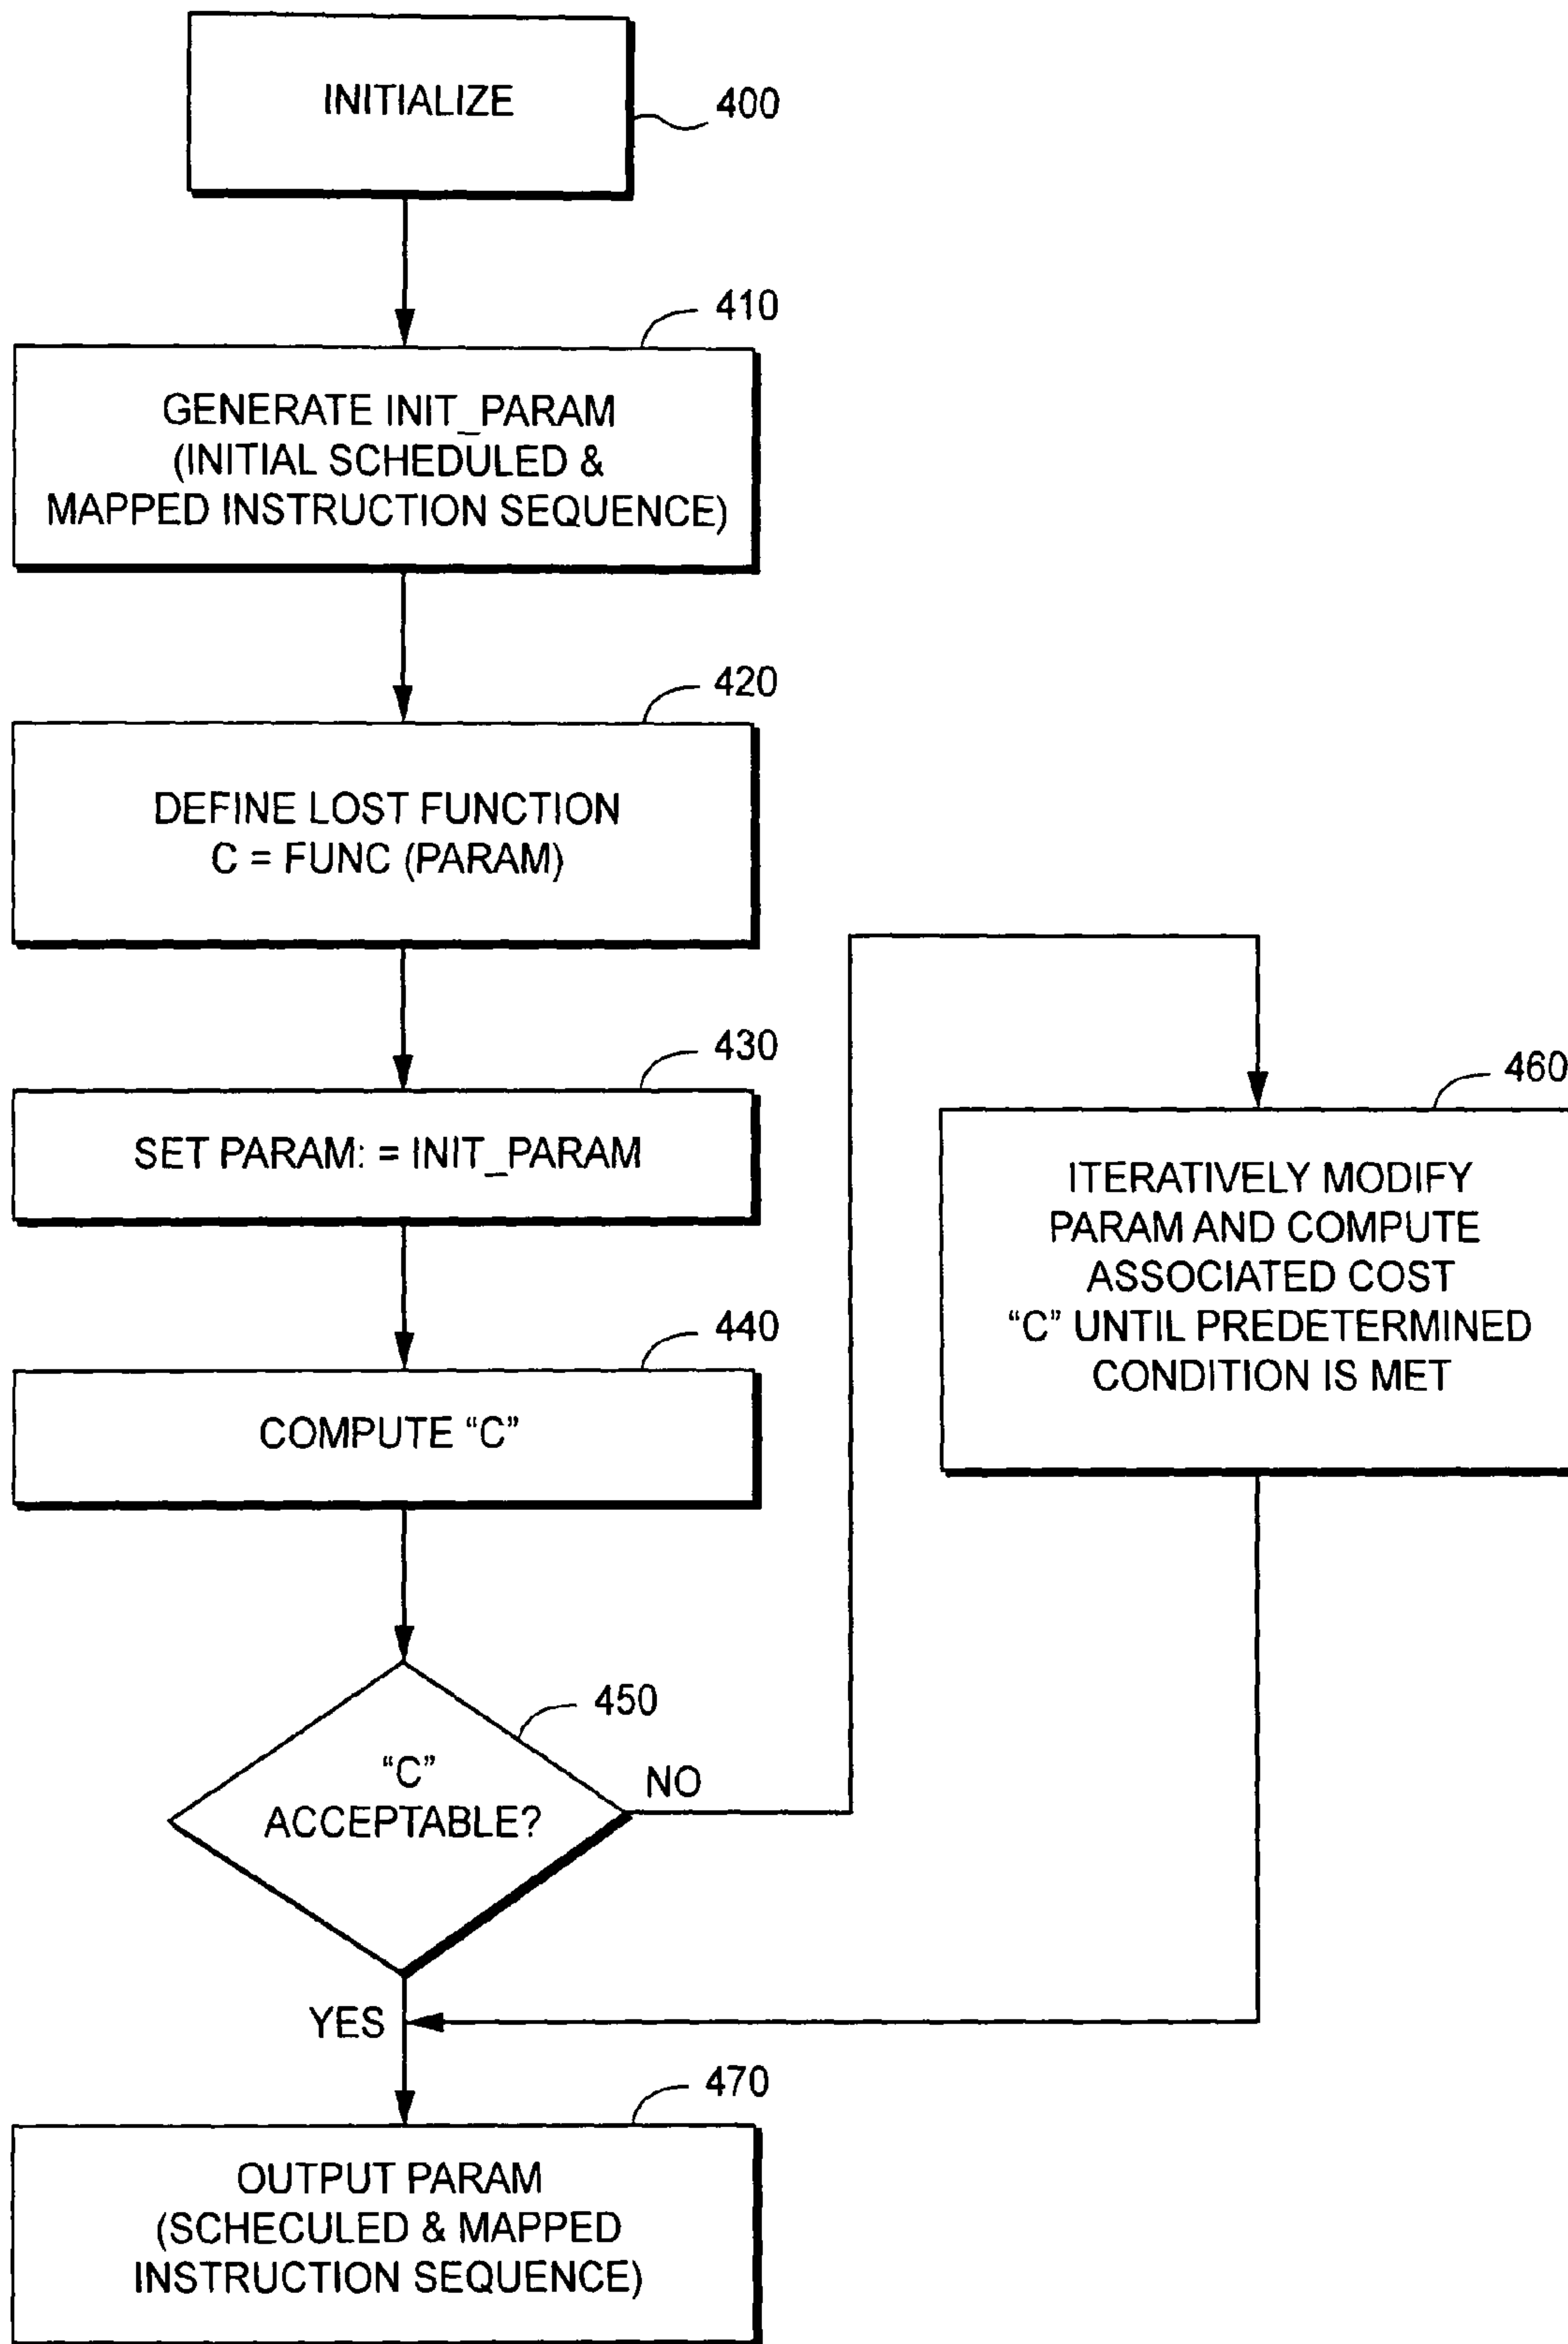 INITIALIZE
400
410
GENERATE INIT_PARAM
(INITIAL SCHEDULED &
MAPPED INSTRUCTION SEQUENCE)
420
DEFINE LOST FUNCTION
C = FUNC (PARAM)
430
SET PARAM: = INIT_PARAM
440
COMPUTE “C”
450
“C”
ACCEPTABLE?
NO
460
ITERATIVELY MODIFY
PARAM AND COMPUTE
ASSOCIATED COST
“C” UNTIL PREDETERMINED
CONDITION IS MET
YES
470
OUTPUT PARAM
(SCHECULED & MAPPED
INSTRUCTION SEQUENCE)